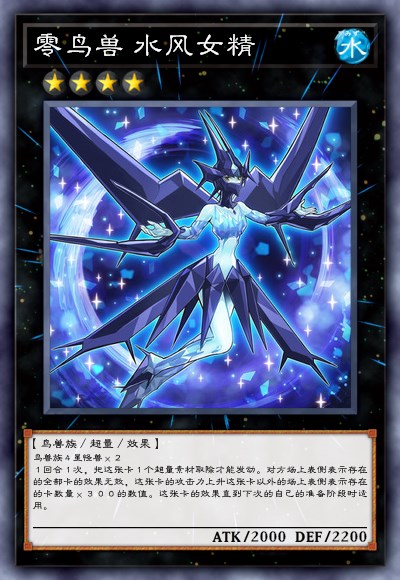 零鸟兽 水风女精
水
【鸟兽族／超量／效果】
鸟兽族４星怪兽×２
１回合１次，把这张卡１个超量素材取除才能发动。对方场上表侧表示存在
的全部卡的效果无效，这张卡的攻击力上升这张卡以外的场上表侧表示存在
的卡数量×３００的数值。这张卡的效果直到下次的自己的准备阶段时适
用。
ATK/2000 DEF/2200